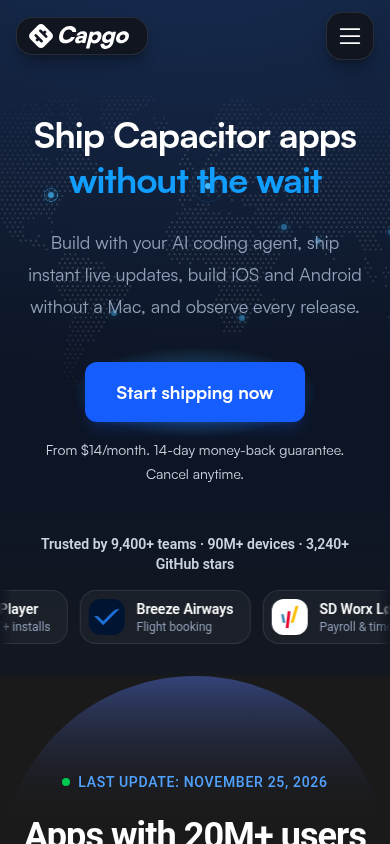 Capgo
Ship Capacitor apps
without the wait
Build with your AI coding agent, ship
instant live updates, build iOS and Android
without a Mac, and observe every release.
Start shipping now
From $14/month. 14-day money-back guarantee.
Cancel anytime.
Trusted by 9,400+ teams · 90M+ devices · 3,240+
GitHub stars
Player
+ installs
Breeze Airways
Flight booking
SD Worx
Payroll &
LAST UPDATE: NOVEMBER 25, 2026
Apps with 20M+ users